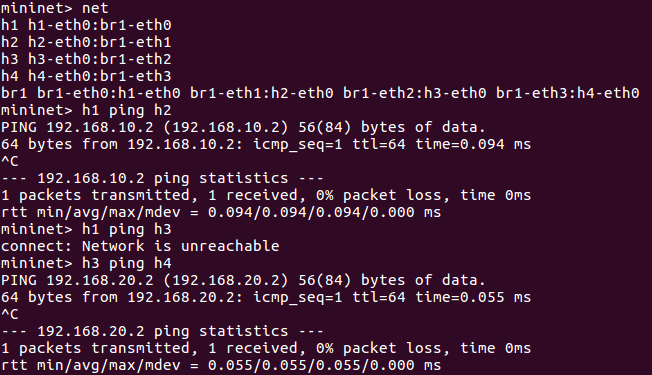 mininet> net
h1 h1-eth0:br1-eth0
h2 h2-eth0:br1-eth1
h3 h3-eth0:br1-eth2
h4 h4-eth0:br1-eth3
br1 br1-eth0:h1-eth0 br1-eth1:h2-eth0 br1-eth2:h3-eth0 br1-eth3:h4-eth0
mininet> h1 ping h2
PING 192.168.10.2 (192.168.10.2) 56(84) bytes of data.
64 bytes from 192.168.10.2: icmp_seq=1 ttl=64 time=0.094 ms
^C
--- 192.168.10.2 ping statistics ---
1 packets transmitted, 1 received, 0% packet loss, time 0ms
rtt min/avg/max/mdev = 0.094/0.094/0.094/0.000 ms
mininet> h1 ping h3
connect: Network is unreachable
mininet> h3 ping h4
PING 192.168.20.2 (192.168.20.2) 56(84) bytes of data.
64 bytes from 192.168.20.2: icmp_seq=1 ttl=64 time=0.055 ms
^C
--- 192.168.20.2 ping statistics ---
1 packets transmitted, 1 received, 0% packet loss, time 0ms
rtt min/avg/max/mdev = 0.055/0.055/0.055/0.000 ms